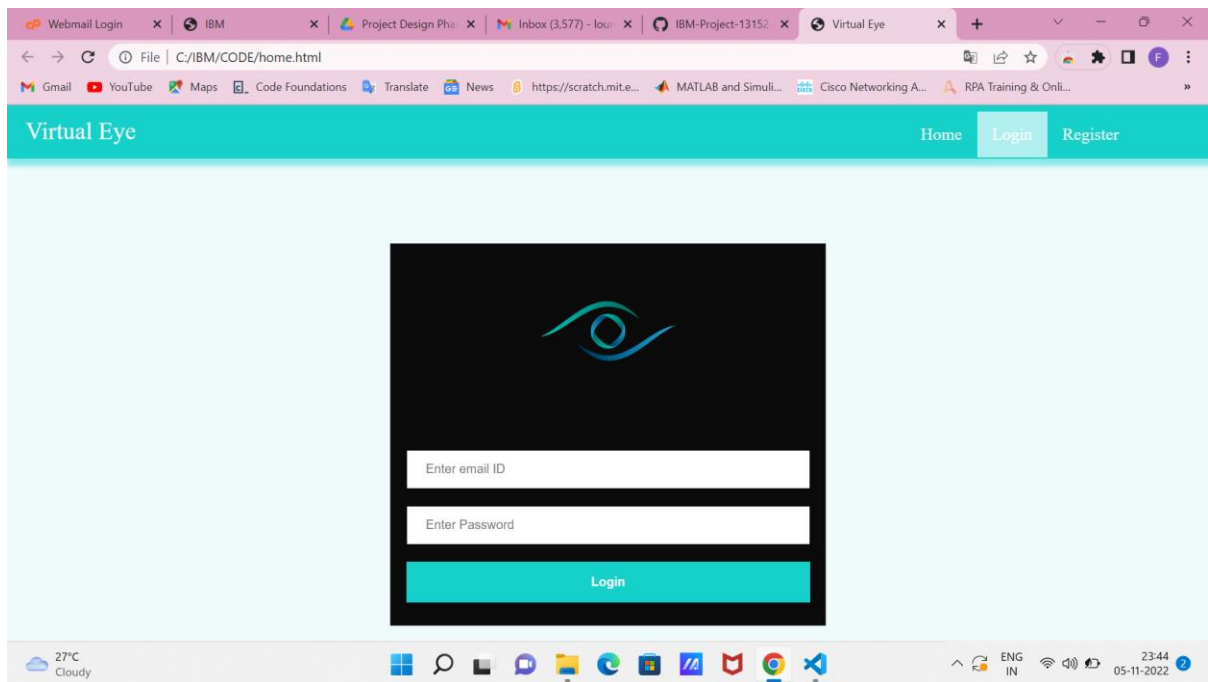 Webmail Login
IBM
Project Design Pha
Inbox (3,577) - lour
IBM-Project-13152
Virtual Eye
File | C:/IBM/CODE/home.html
Gmail YouTube Maps Code Foundations Translate News https://scratch.mit.e... MATLAB and Simuli... Cisco Networking A... RPA Training & Onli... »
Virtual Eye
Home Login Register
Enter email ID
Enter Password
Login
27°C
Cloudy
ENG
IN
23:44
05-11-2022
2